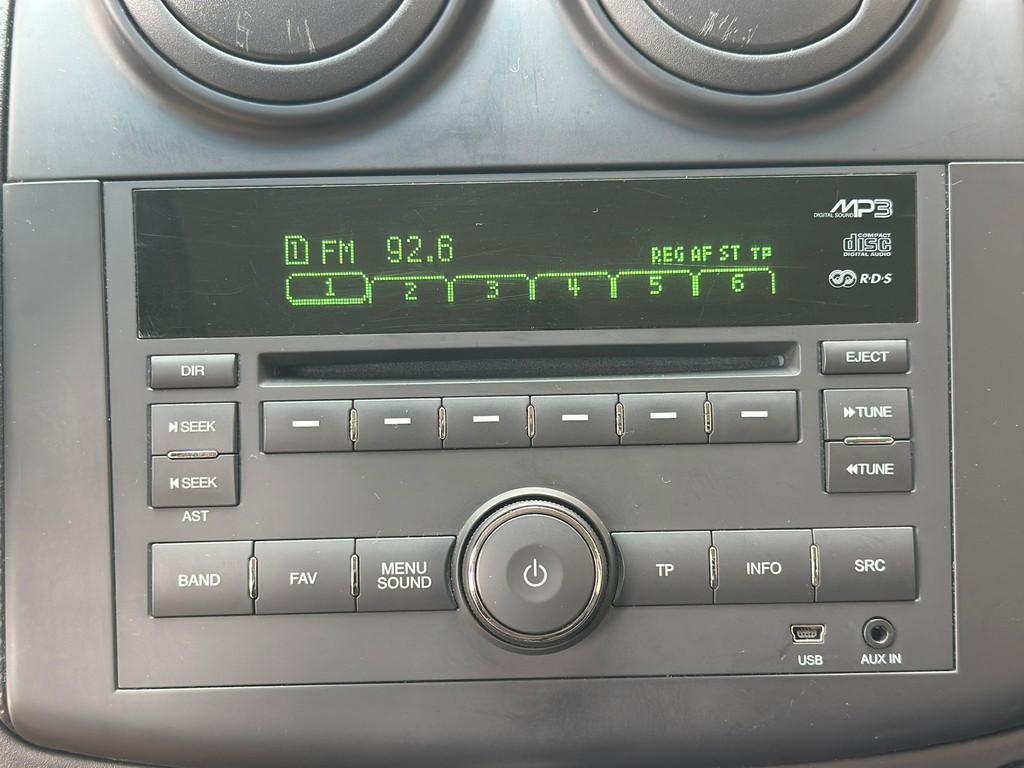 MP3
DIGITAL SOUND
1 FM 92.6
REG AF ST TP
COMPACT
disc
DIGITAL AUDIO
R·D·S
1 2 3 4 5 6
DIR
EJECT
SEEK
TUNE
SEEK
TUNE
AST
BAND
FAV
MENU
SOUND
TP
INFO
SRC
USB
AUX IN